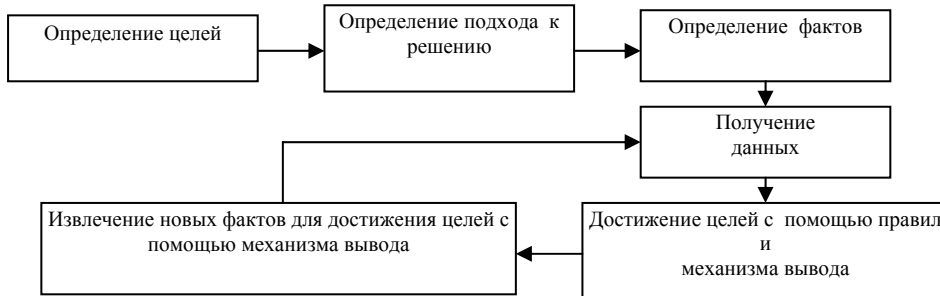 Определение целей
Определение подхода к
решению
Определение фактов
Получение
данных
Достижение целей с помощью правил
и
механизма вывода
Извлечение новых фактов для достижения целей с
помощью механизма вывода